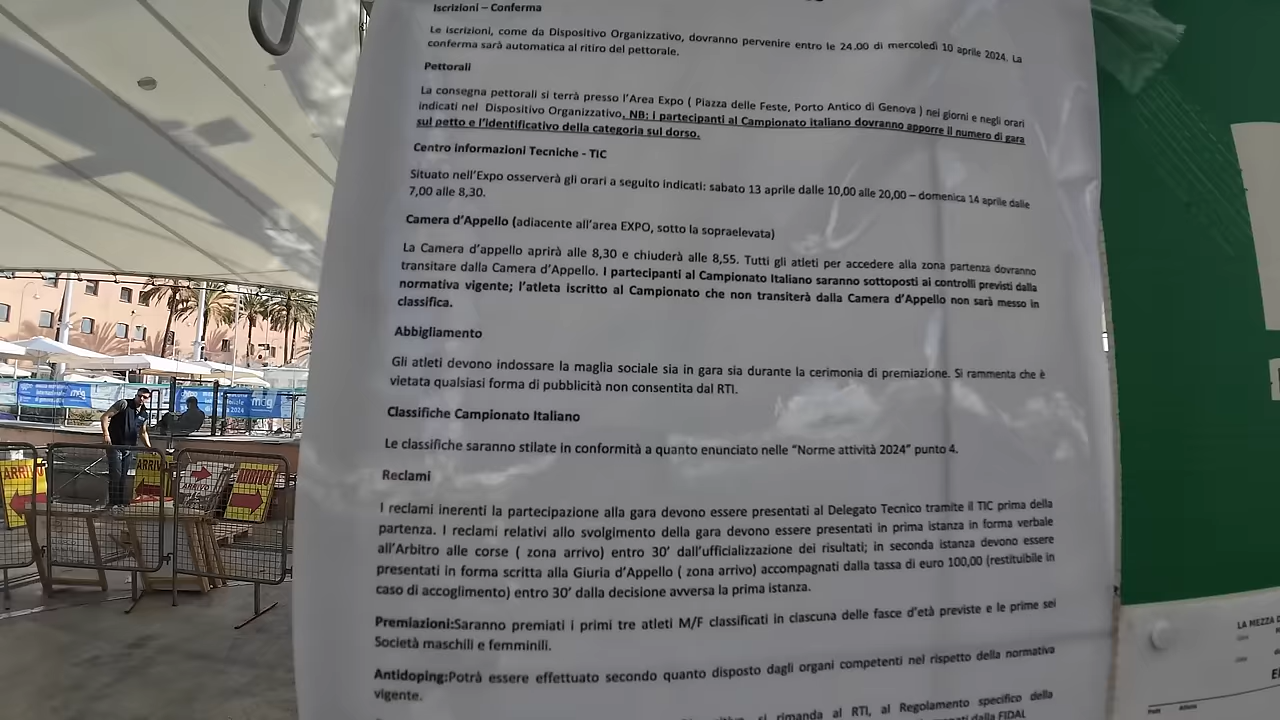 Iscrizioni – Conferma
Le iscrizioni, come da Dispositivo Organizzativo, dovranno pervenire entro le 24.00 di mercoledì 10 aprile 2024. La
conferma sarà automatica al ritiro del pettorale.
Pettorali
La consegna pettorali si terrà presso l'Area Expo ( Piazza delle Feste, Porto Antico di Genova ) nei giorni e negli orari
indicati nel Dispositivo Organizzativo. NB: i partecipanti al Campionato italiano dovranno apporre il numero di gara
sul petto e l'identificativo della categoria sul dorso.
Centro informazioni Tecniche - TIC
Situato nell'Expo osserverà gli orari a seguito indicati: sabato 13 aprile dalle 10,00 alle 20,00 – domenica 14 aprile dalle
7,00 alle 8,30.
Camera d'Appello (adiacente all'area EXPO, sotto la sopraelevata)
La Camera d'appello aprirà alle 8,30 e chiuderà alle 8,55. Tutti gli atleti per accedere alla zona partenza dovranno
transitare dalla Camera d'Appello. I partecipanti al Campionato Italiano saranno sottoposti ai controlli previsti dalla
normativa vigente; l'atleta iscritto al Campionato che non transiterà dalla Camera d'Appello non sarà messo in
classifica.
Abbigliamento
Gli atleti devono indossare la maglia sociale sia in gara sia durante la cerimonia di premiazione. Si rammenta che è
vietata qualsiasi forma di pubblicità non consentita dal RTI.
Classifiche Campionato Italiano
Le classifiche saranno stilate in conformità a quanto enunciato nelle "Norme attività 2024" punto 4.
Reclami
I reclami inerenti la partecipazione alla gara devono essere presentati al Delegato Tecnico tramite il TIC prima della
partenza. I reclami relativi allo svolgimento della gara devono essere presentati in prima istanza in forma verbale
all'Arbitro alle corse ( zona arrivo) entro 30' dall'ufficializzazione dei risultati; in seconda istanza devono essere
presentati in forma scritta alla Giuria d'Appello ( zona arrivo) accompagnati dalla tassa di euro 100,00 (restituibile in
caso di accoglimento) entro 30' dalla decisione avversa la prima istanza.
Premiazioni:Saranno premiati i primi tre atleti M/F classificati in ciascuna delle fasce d'età previste e le prime sei
Società maschili e femminili.
Antidoping:Potrà essere effettuato secondo quanto disposto dagli organi competenti nel rispetto della normativa
vigente.
si rimanda al RTI, al Regolamento specifico della
dalla FIDAL
ARRIVO
ARRIVO
ARRIVO
ARRIVO
LA MEZZA